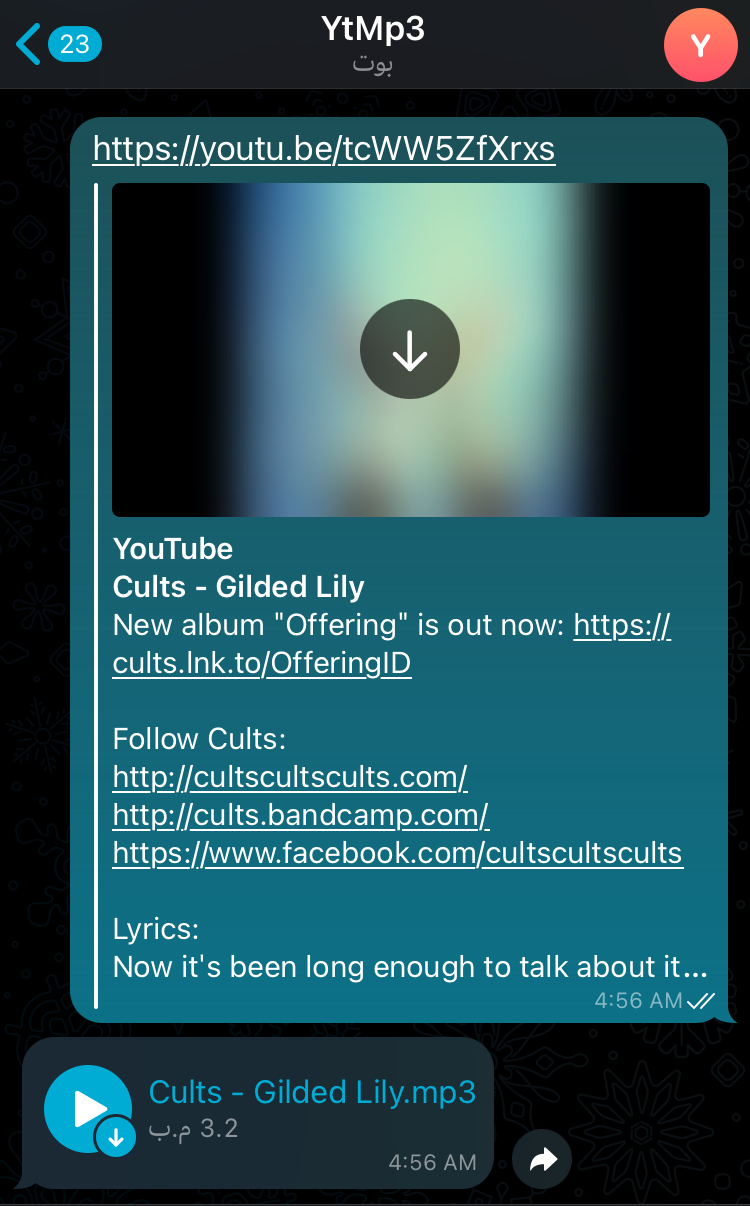 23
YtMp3
بوت
Y
https://youtu.be/tcWW5ZfXrxs
YouTube
Cults - Gilded Lily
New album "Offering" is out now: https://
cults.lnk.to/OfferingID
Follow Cults:
http://cultscultscults.com/
http://cults.bandcamp.com/
https://www.facebook.com/cultscultscults
Lyrics:
Now it's been long enough to talk about it...
4:56 AM
Cults - Gilded Lily.mp3
3.2 م.ب
4:56 AM